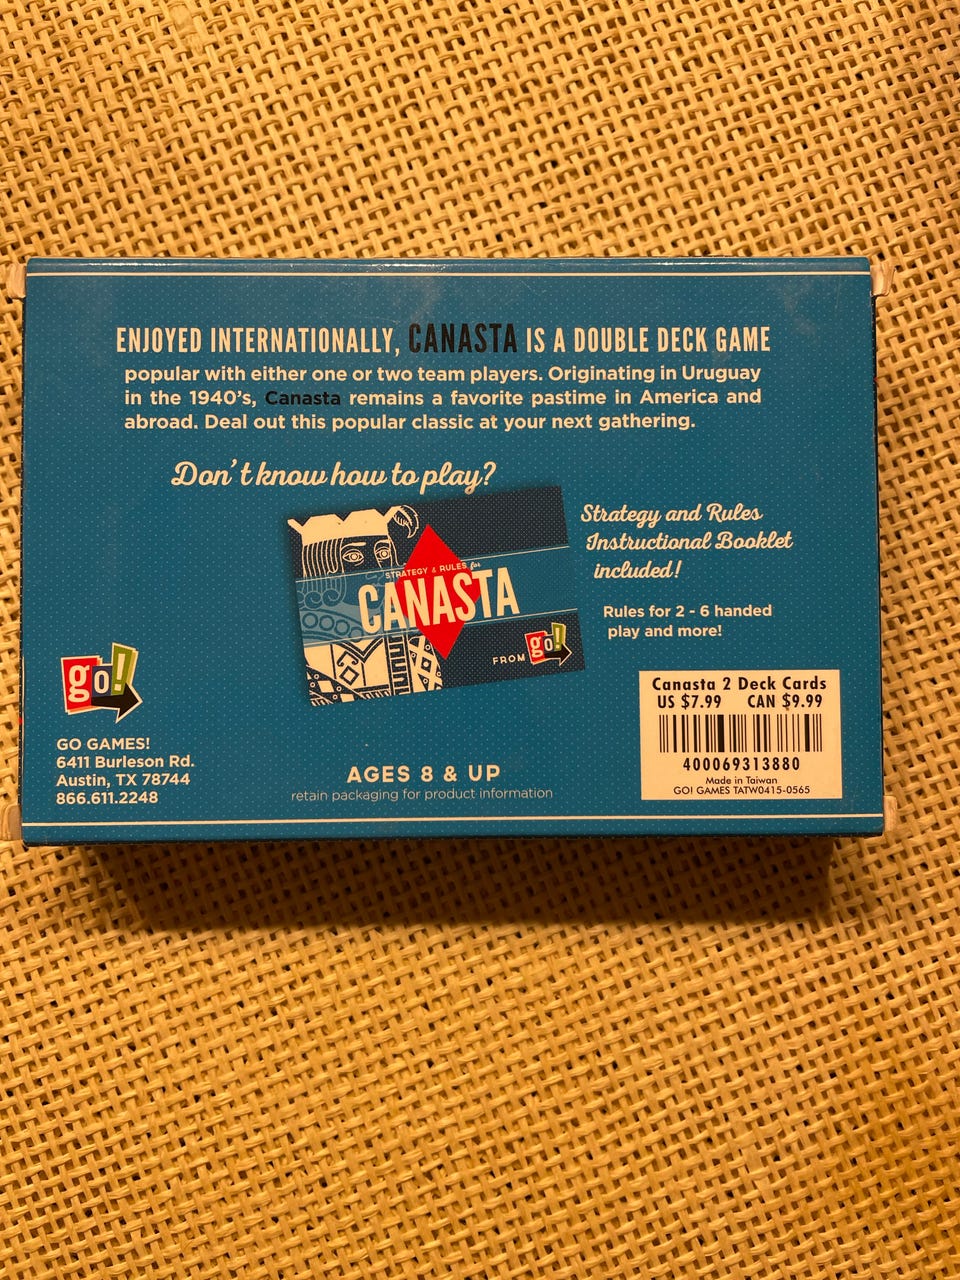 ENJOYED INTERNATIONALLY, CANASTA IS A DOUBLE DECK GAME
popular with either one or two team players. Originating in Uruguay
in the 1940's, Canasta remains a favorite pastime in America and
abroad. Deal out this popular classic at your next gathering.
Don't know how to play?
STRATEGY & RULES for
CANASTA
FROM go!
Strategy and Rules
Instructional Booklet
included!
Rules for 2 - 6 handed
play and more!
go!
GO GAMES!
6411 Burleson Rd.
Austin, TX 78744
866.611.2248
AGES 8 & UP
retain packaging for product information
Canasta 2 Deck Cards
US $7.99 CAN $9.99
400069313880
Made in Taiwan
GO! GAMES TATW0415-0565